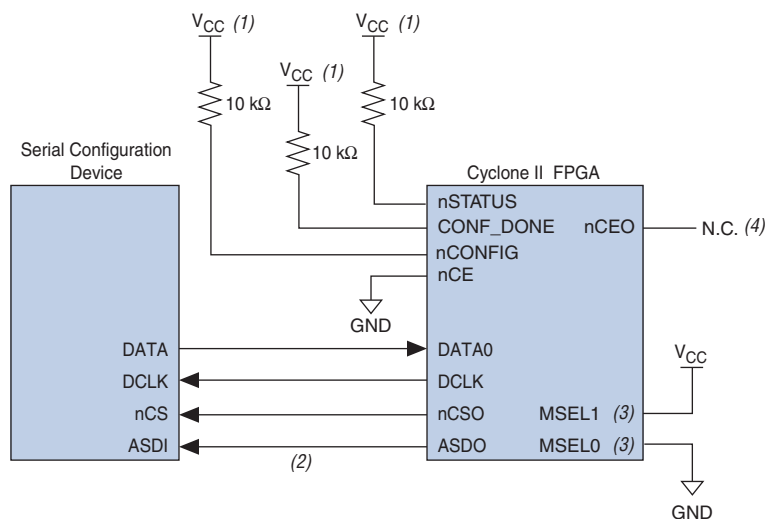 VCC (1)
VCC (1)
VCC (1)
10 kΩ
10 kΩ
10 kΩ
Serial Configuration
Device
Cyclone II FPGA
nSTATUS
CONF_DONE
nCEO
N.C. (4)
nCONFIG
nCE
GND
DATA
DATA0
VCC
DCLK
DCLK
nCS
nCSO
MSEL1 (3)
ASDI
(2)
ASDO
MSEL0 (3)
GND